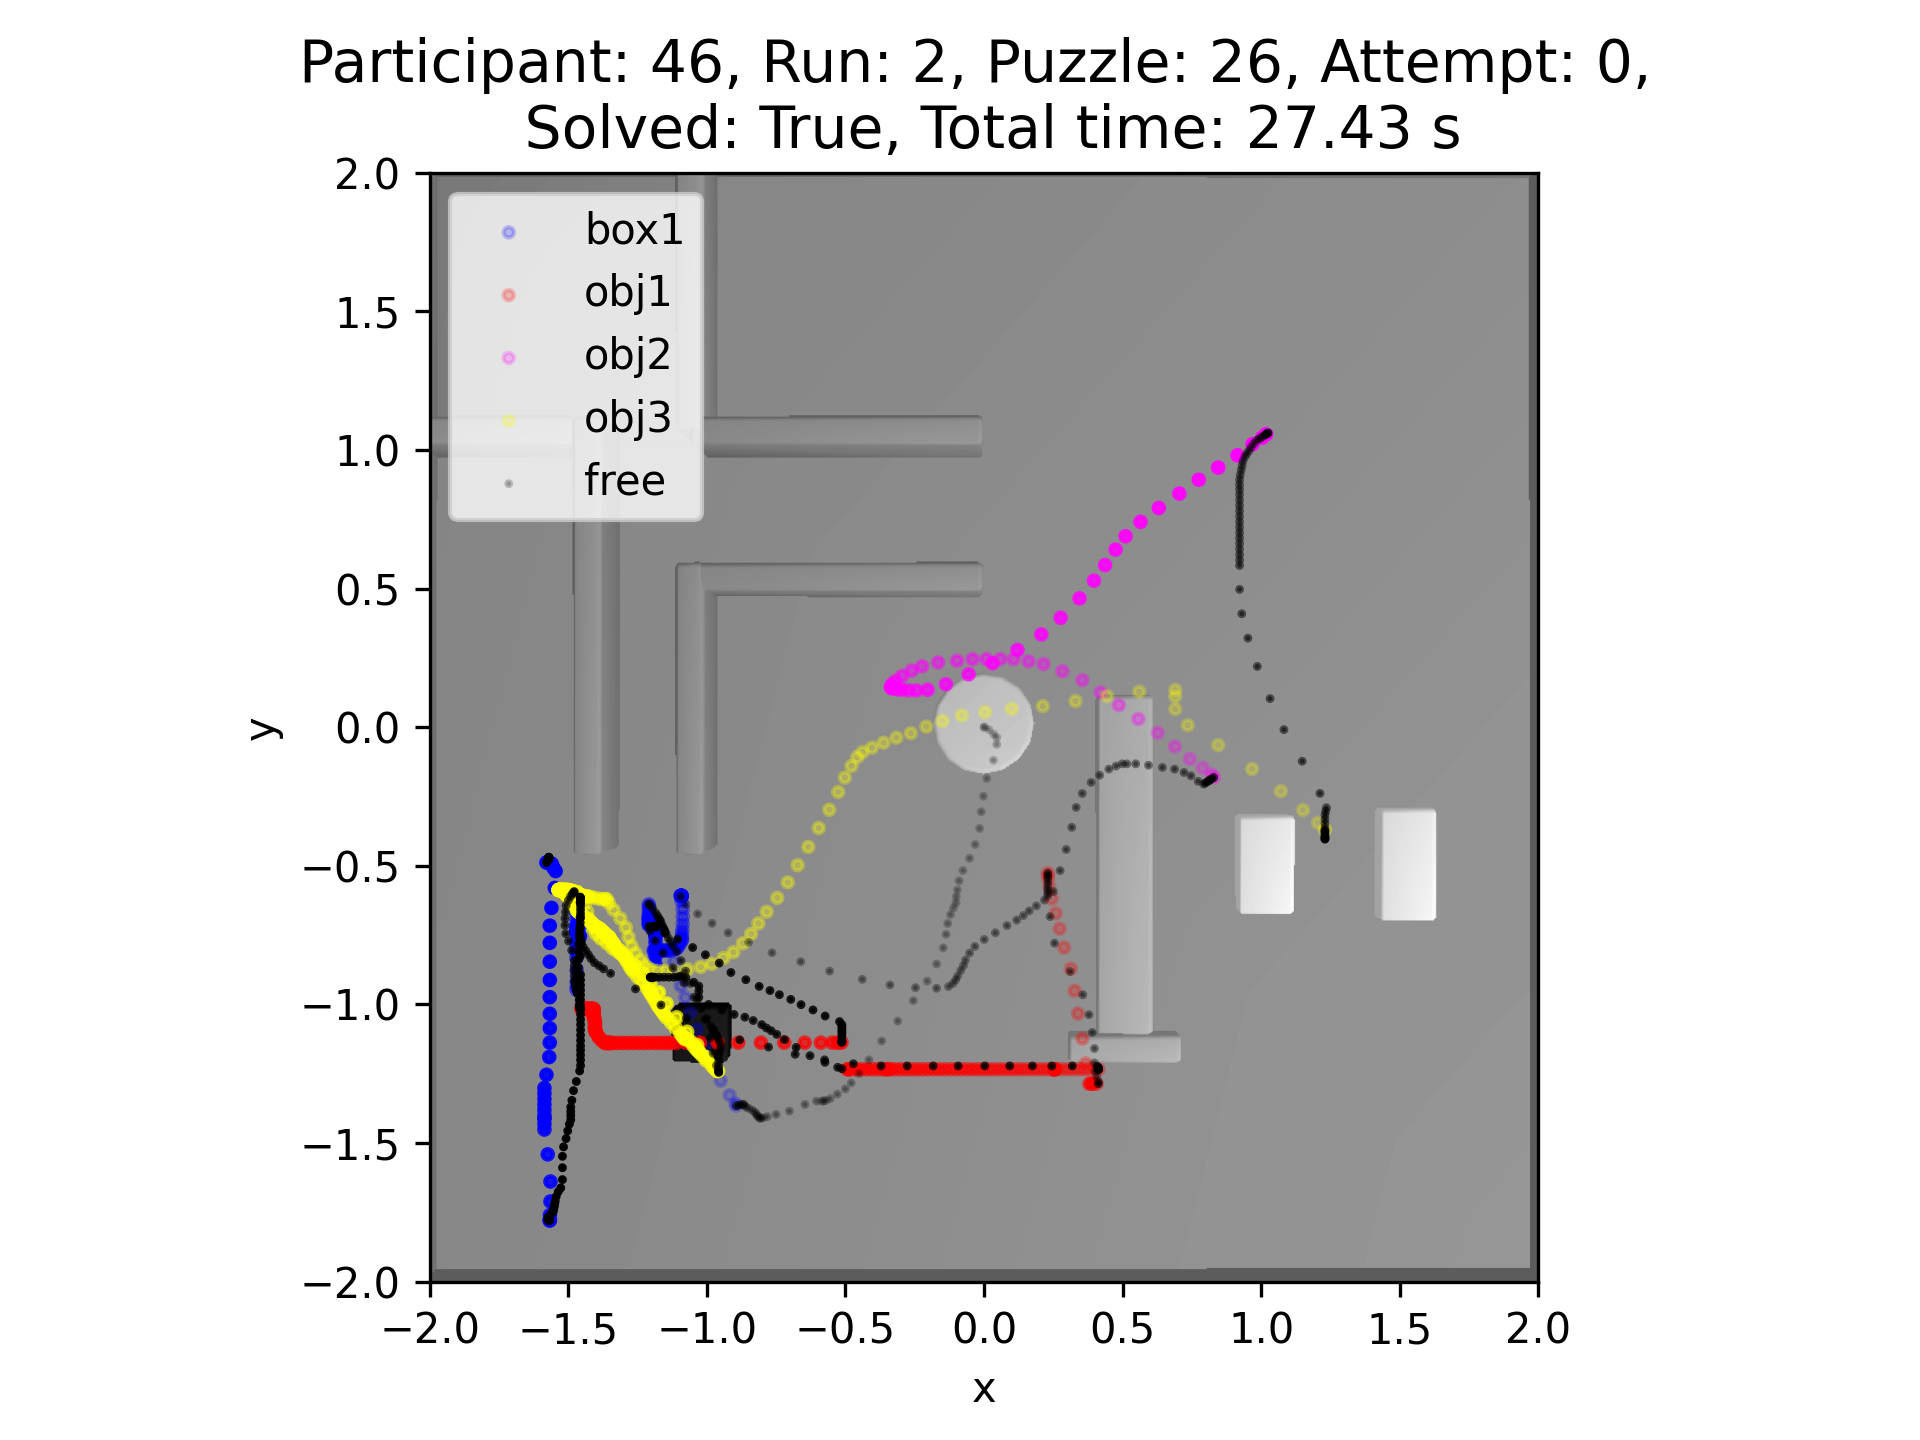 Participant: 46, Run: 2, Puzzle: 26, Attempt: 0,
Solved: True, Total time: 27.43 s
box1
obj1
obj2
obj3
free
2.0
1.5
1.0
0.5
0.0
−0.5
−1.0
−1.5
−2.0
y
−2.0 −1.5 −1.0 −0.5 0.0 0.5 1.0 1.5 2.0
x